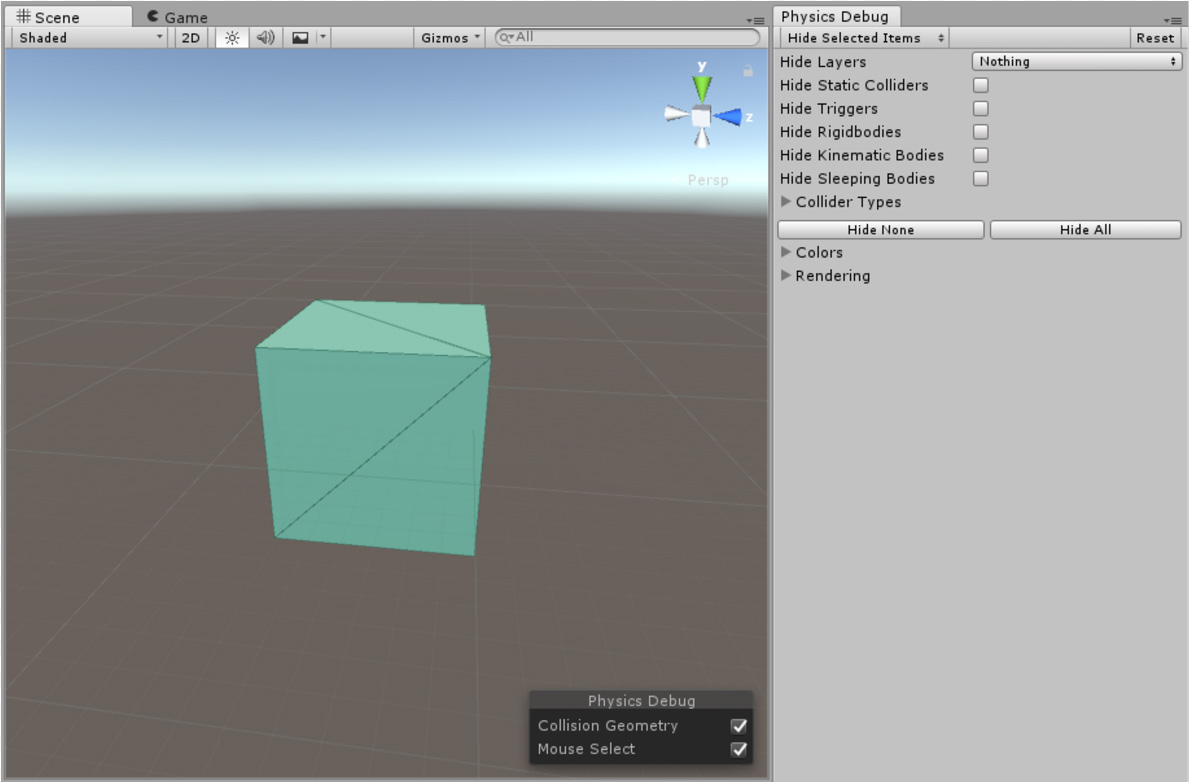 Scene
Game
Shaded
2D
Gizmos
All
y
z
Persp
Physics Debug
Collision Geometry
Mouse Select
Physics Debug
Hide Selected Items
Reset
Hide Layers
Nothing
Hide Static Colliders
Hide Triggers
Hide Rigidbodies
Hide Kinematic Bodies
Hide Sleeping Bodies
Collider Types
Hide None
Hide All
Colors
Rendering